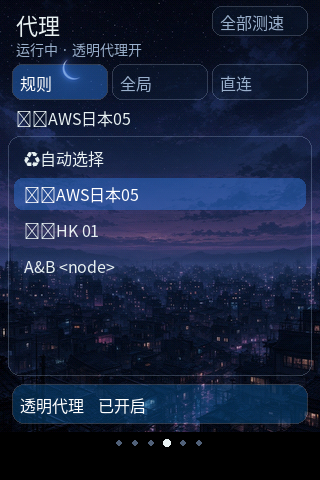 代理
全部测速
运行中 · 透明代理开
规则 全局 直连
AWS日本05
♻自动选择
AWS日本05
HK 01
A&B <node>
透明代理 已开启